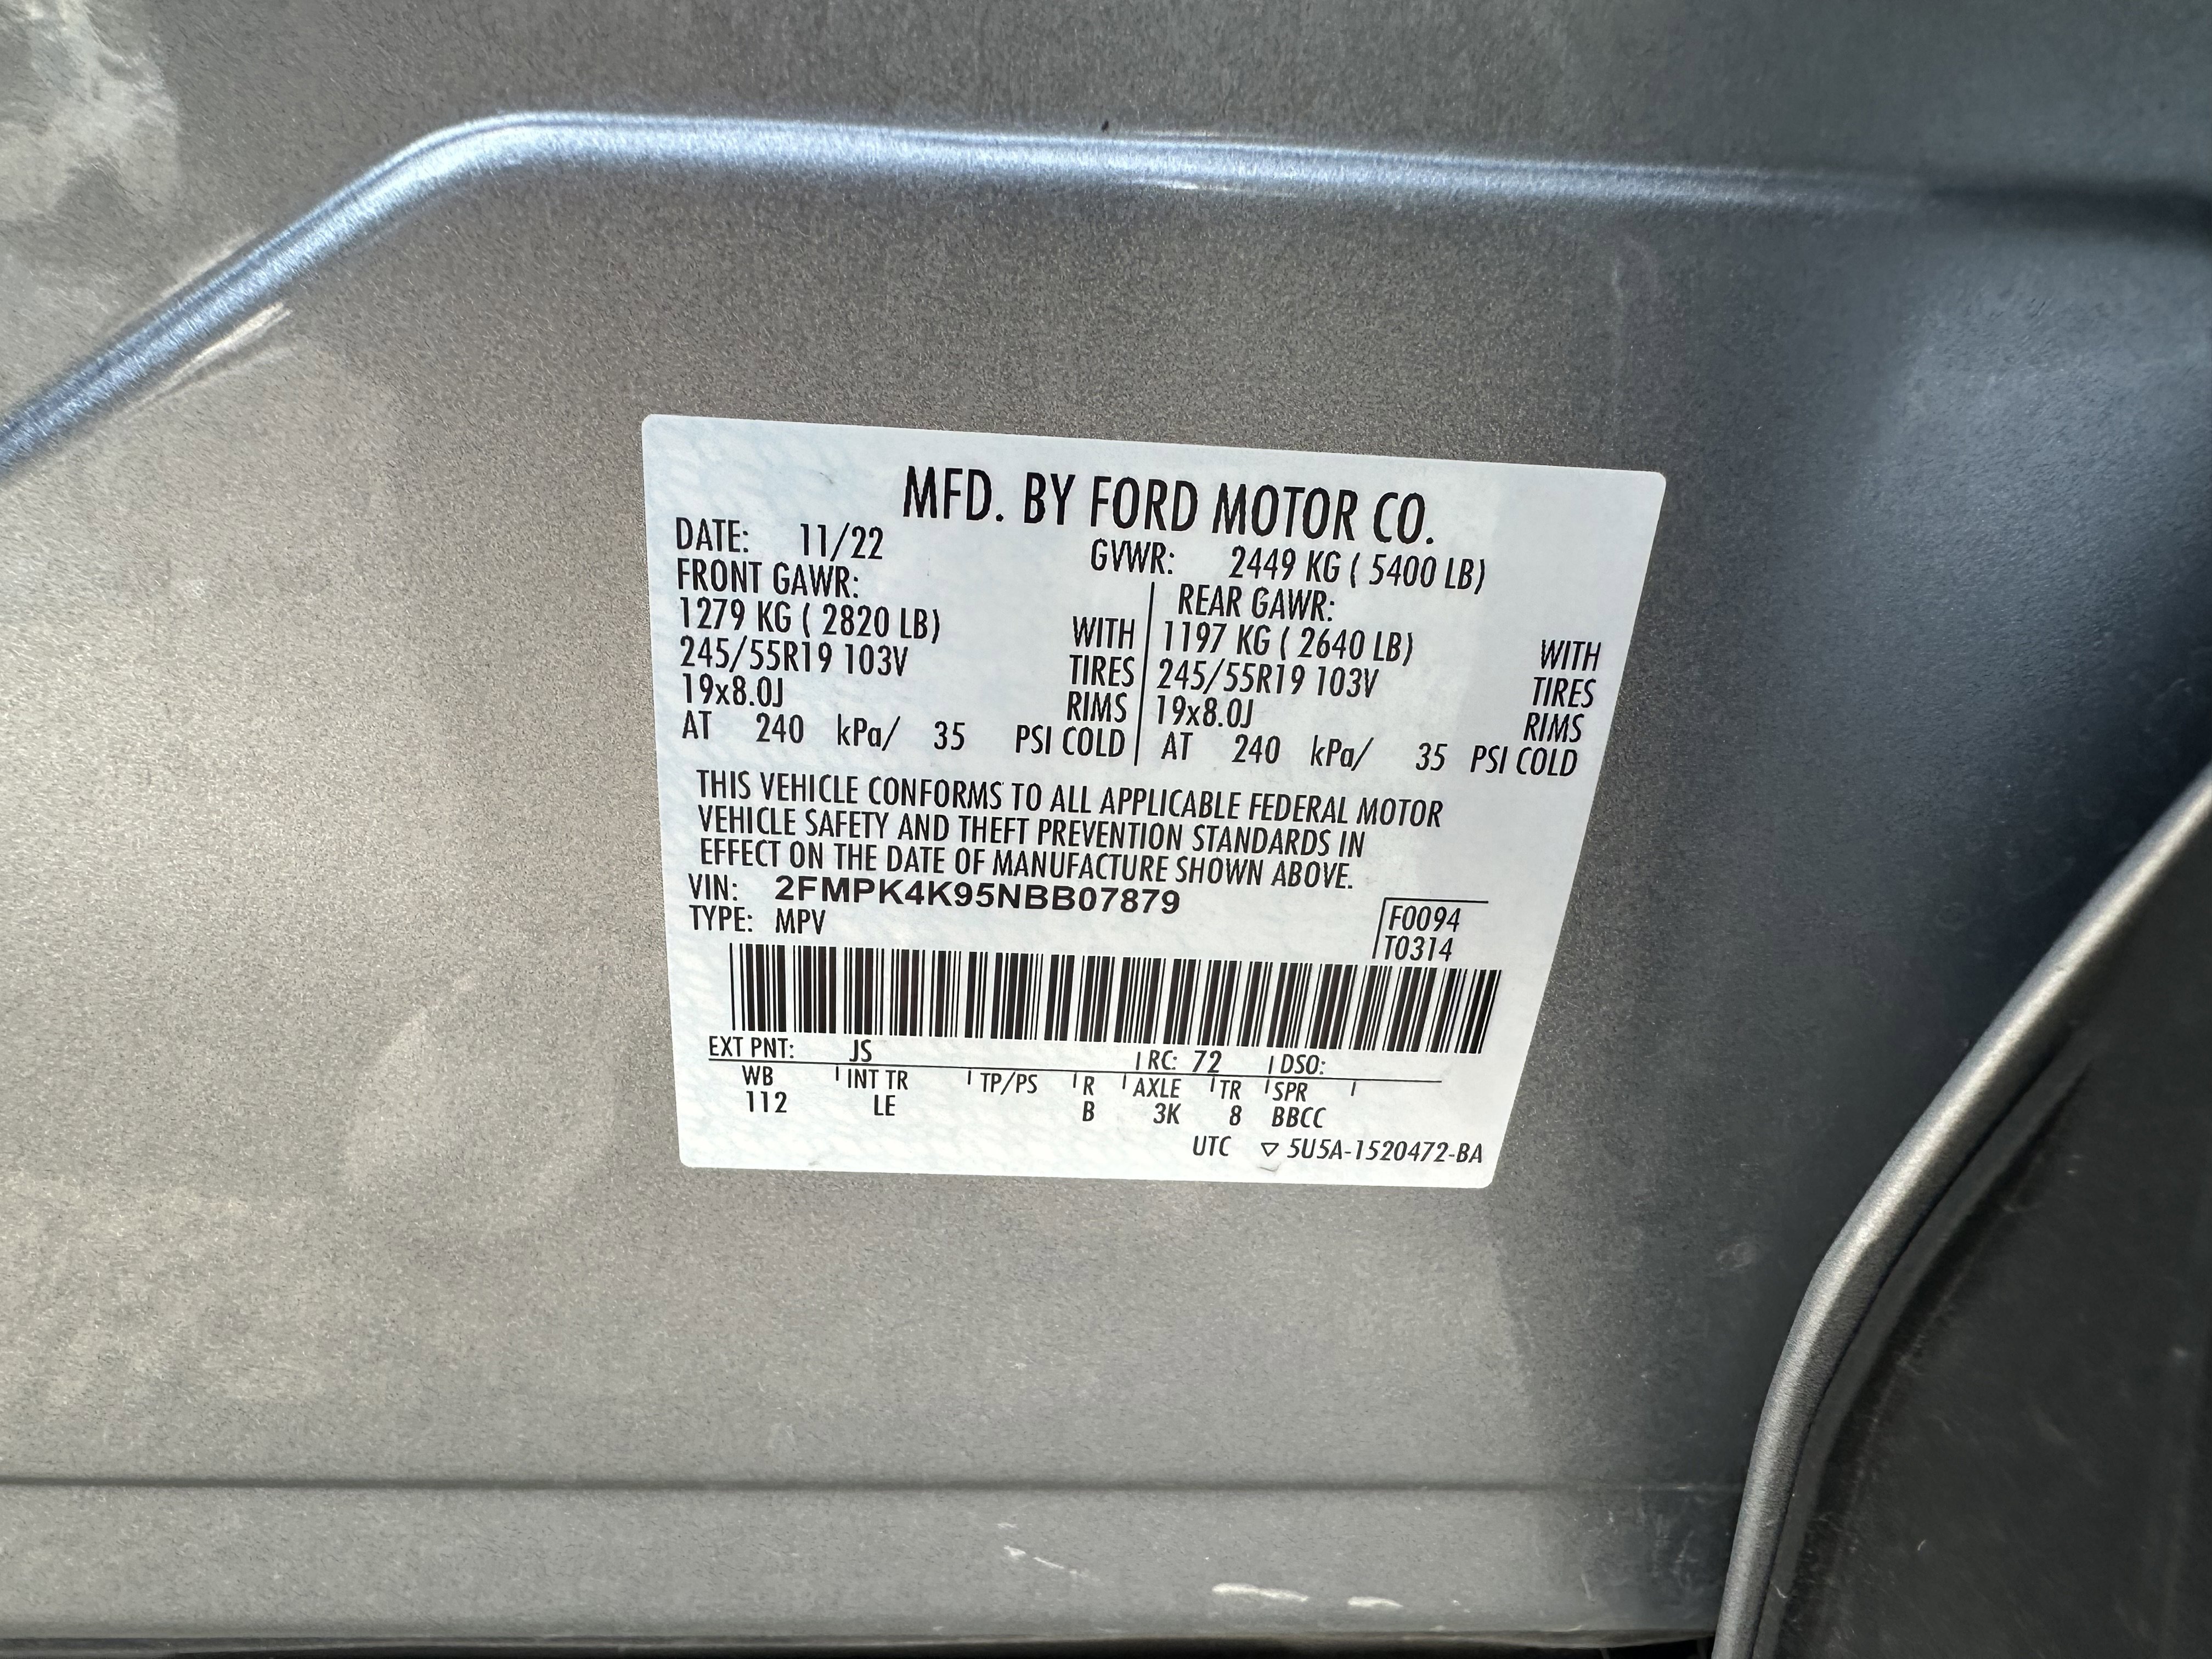 MFD. BY FORD MOTOR CO.
DATE: 11/22 GVWR: 2449 KG ( 5400 LB)
FRONT GAWR: REAR GAWR:
1279 KG ( 2820 LB) WITH 1197 KG ( 2640 LB) WITH
245/55R19 103V TIRES 245/55R19 103V TIRES
19x8.0J RIMS 19x8.0J RIMS
AT 240 kPa/ 35 PSI COLD AT 240 kPa/ 35 PSI COLD
THIS VEHICLE CONFORMS TO ALL APPLICABLE FEDERAL MOTOR
VEHICLE SAFETY AND THEFT PREVENTION STANDARDS IN
EFFECT ON THE DATE OF MANUFACTURE SHOWN ABOVE.
VIN: 2FMPK4K95NBB07879
TYPE: MPV F0094
T0314
EXT PNT: JS RC: 72 DSO:
WB INT TR TP/PS R AXLE TR SPR
112 LE B 3K 8 BBCC
UTC ▽ 5U5A-1520472-BA